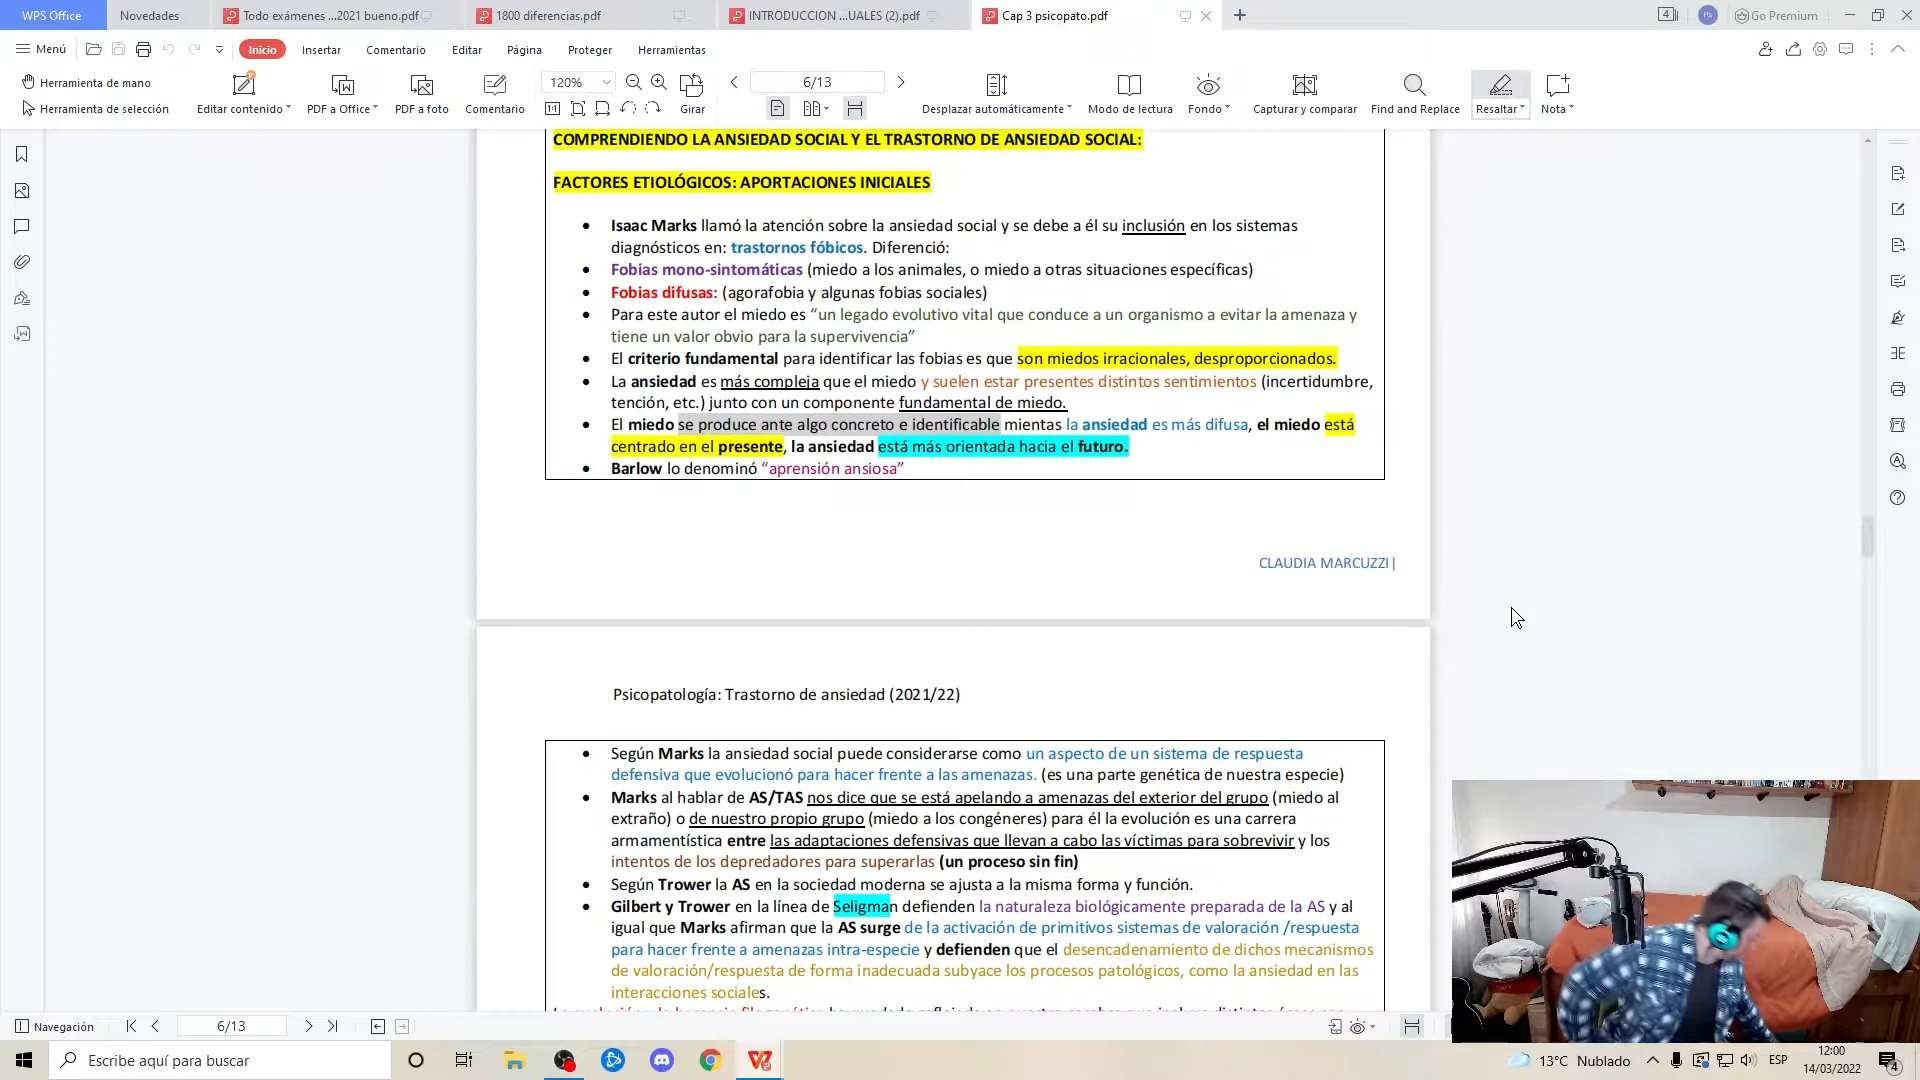 WPS Office
Novedades
Todo exámenes ...2021 bueno.pdf
1800 diferencias.pdf
INTRODUCCION ...UALES (2).pdf
Cap 3 psicopato.pdf
4
Ps
Go Premium
Menú
Inicio
Insertar
Comentario
Editar
Página
Proteger
Herramientas
Herramienta de mano
Herramienta de selección
Editar contenido
PDF a Office
PDF a foto
Comentario
120%
Girar
6/13
Desplazar automáticamente
Modo de lectura
Fondo
Capturar y comparar
Find and Replace
Resaltar
Nota
COMPRENDIENDO LA ANSIEDAD SOCIAL Y EL TRASTORNO DE ANSIEDAD SOCIAL:
FACTORES ETIOLÓGICOS: APORTACIONES INICIALES
• Isaac Marks llamó la atención sobre la ansiedad social y se debe a él su inclusión en los sistemas
diagnósticos en: trastornos fóbicos. Diferenció:
• Fobias mono-sintomáticas (miedo a los animales, o miedo a otras situaciones específicas)
• Fobias difusas: (agorafobia y algunas fobias sociales)
• Para este autor el miedo es “un legado evolutivo vital que conduce a un organismo a evitar la amenaza y
tiene un valor obvio para la supervivencia”
• El criterio fundamental para identificar las fobias es que son miedos irracionales, desproporcionados.
• La ansiedad es más compleja que el miedo y suelen estar presentes distintos sentimientos (incertidumbre,
tención, etc.) junto con un componente fundamental de miedo.
• El miedo se produce ante algo concreto e identificable mientas la ansiedad es más difusa, el miedo está
centrado en el presente, la ansiedad está más orientada hacia el futuro.
• Barlow lo denominó “aprensión ansiosa”
CLAUDIA MARCUZZI|
Psicopatología: Trastorno de ansiedad (2021/22)
• Según Marks la ansiedad social puede considerarse como un aspecto de un sistema de respuesta
defensiva que evolucionó para hacer frente a las amenazas. (es una parte genética de nuestra especie)
• Marks al hablar de AS/TAS nos dice que se está apelando a amenazas del exterior del grupo (miedo al
extraño) o de nuestro propio grupo (miedo a los congéneres) para él la evolución es una carrera
armamentística entre las adaptaciones defensivas que llevan a cabo las víctimas para sobrevivir y los
intentos de los depredadores para superarlas (un proceso sin fin)
• Según Trower la AS en la sociedad moderna se ajusta a la misma forma y función.
• Gilbert y Trower en la línea de Seligman defienden la naturaleza biológicamente preparada de la AS y al
igual que Marks afirman que la AS surge de la activación de primitivos sistemas de valoración /respuesta
para hacer frente a amenazas intra-especie y defienden que el desencadenamiento de dichos mecanismos
de valoración/respuesta de forma inadecuada subyace los procesos patológicos, como la ansiedad en las
interacciones sociales.
Navegación
6/13
Escribe aquí para buscar
13°C Nublado
ESP
12:00
14/03/2022
4